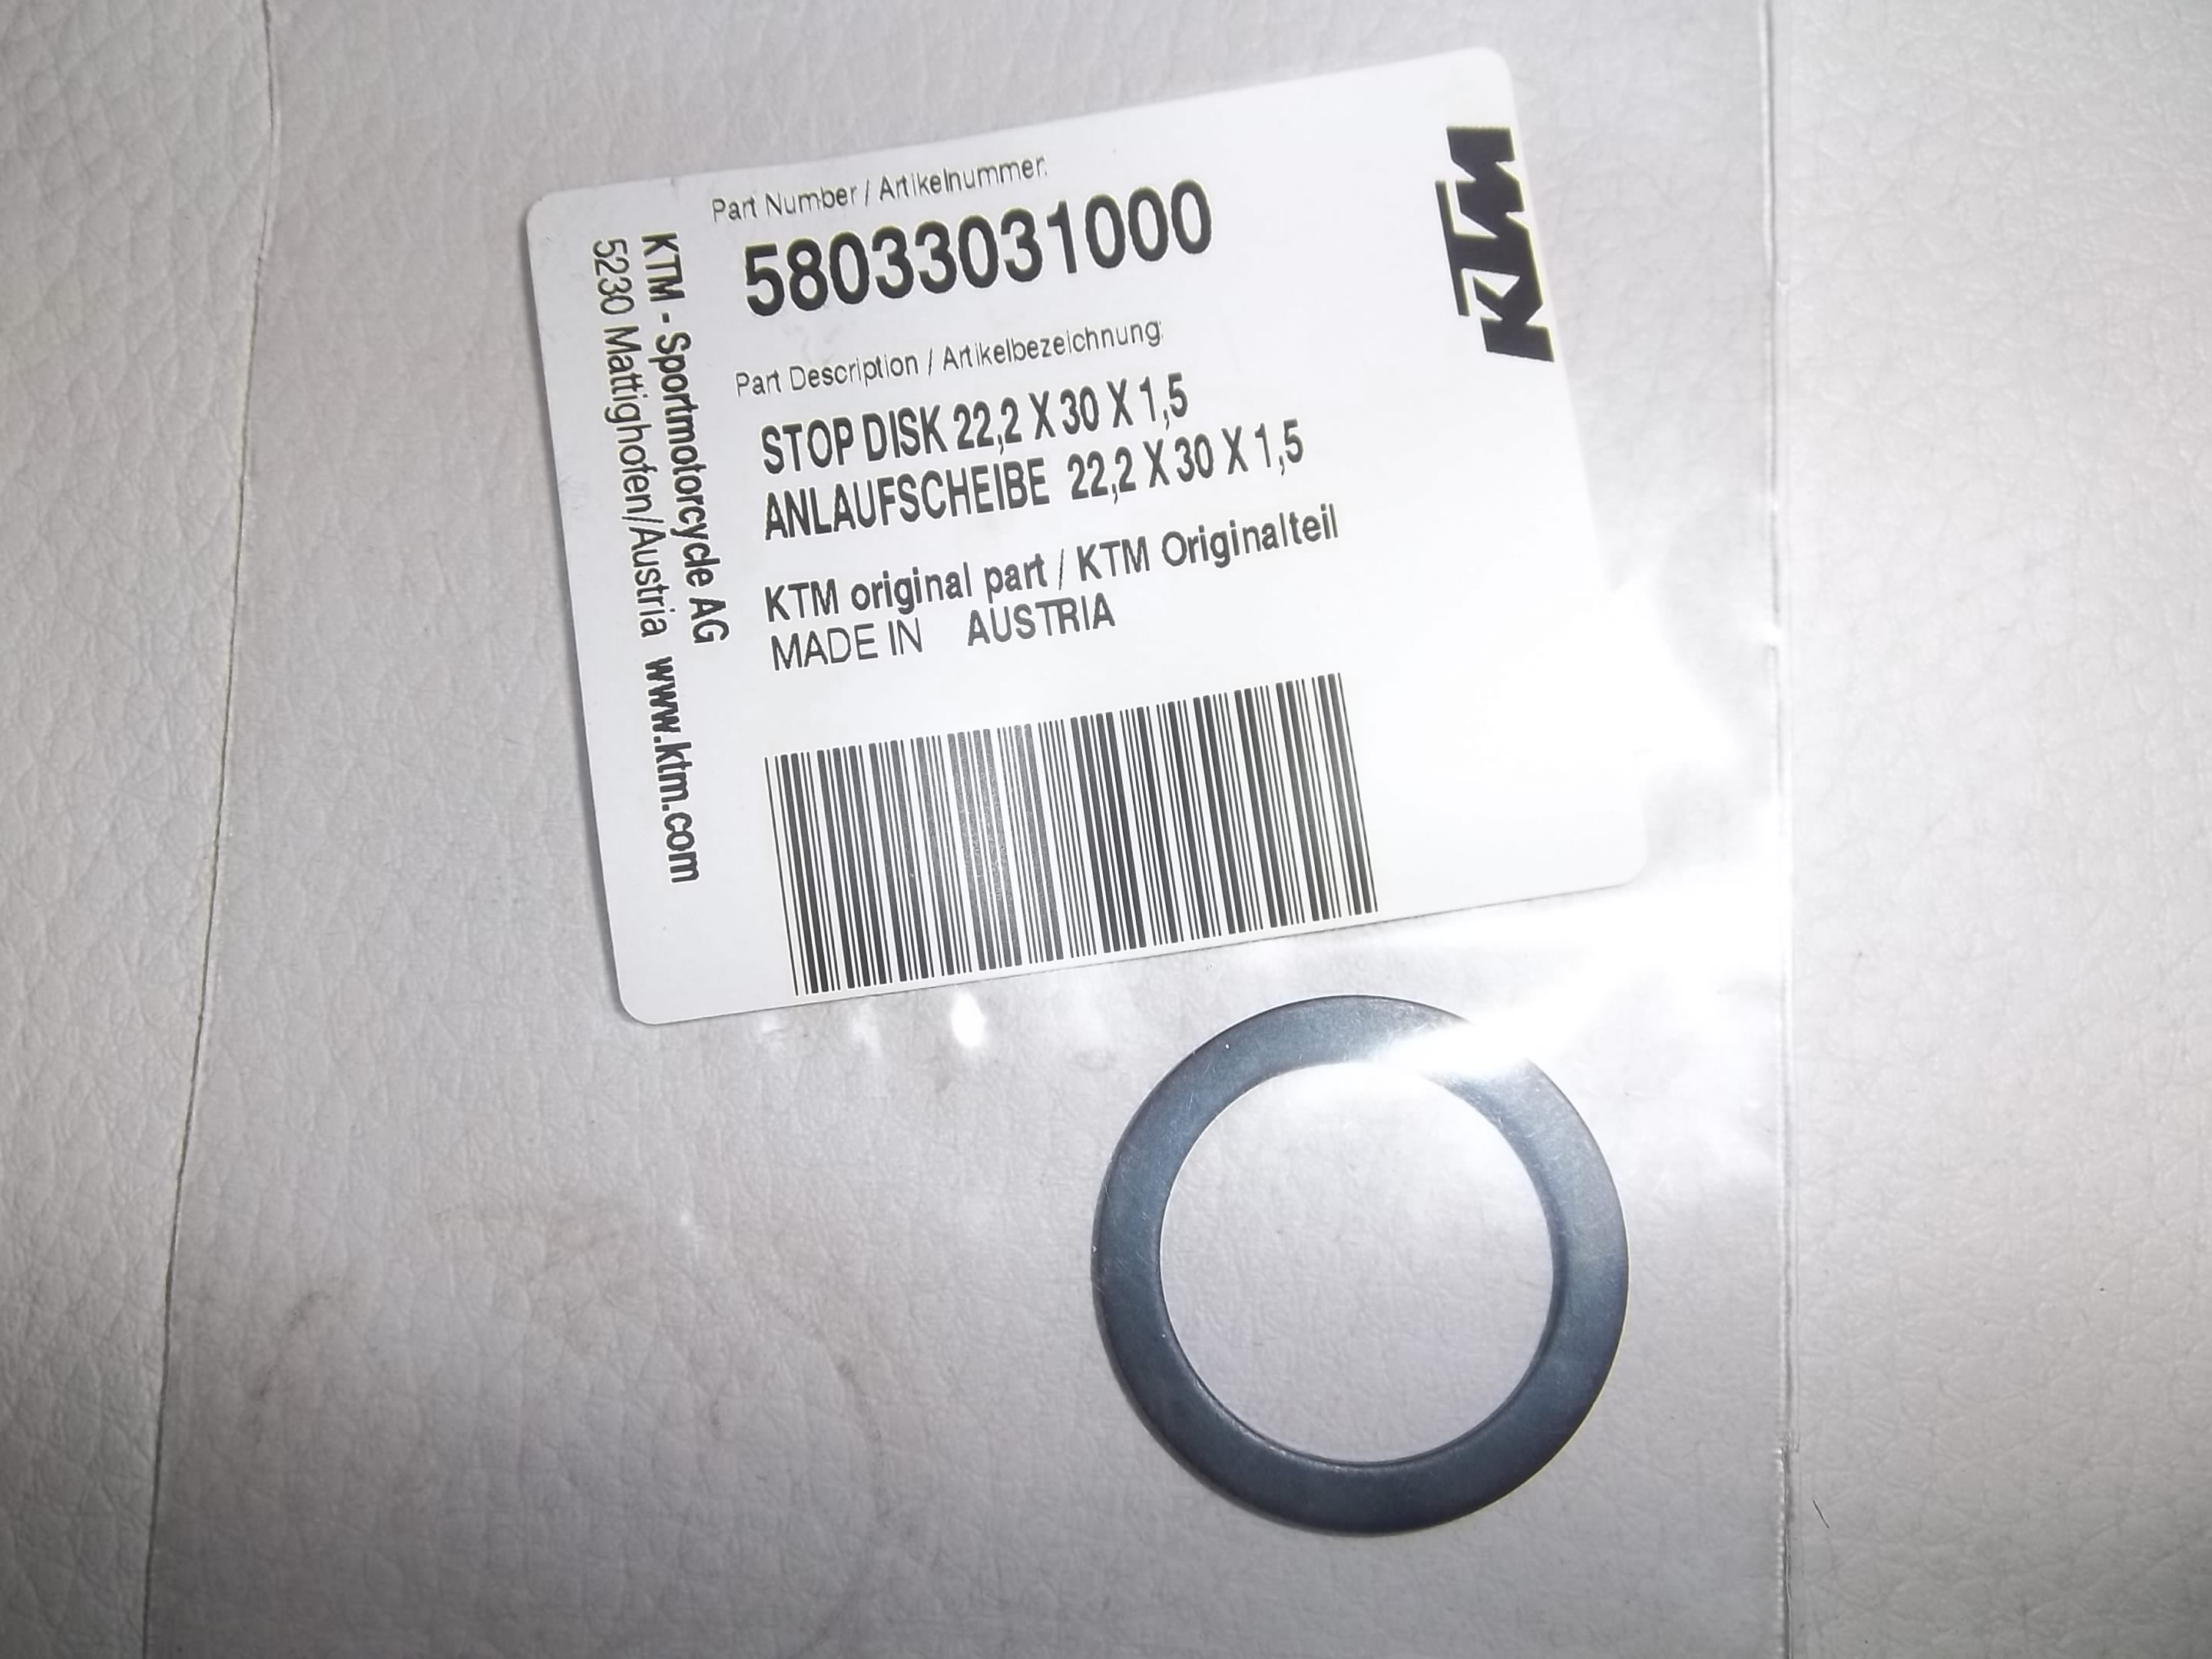 Part Number / Artikelnummer:
58033031000
Part Description / Artikelbezeichnung:
STOP DISK 22,2 X 30 X 1,5
ANLAUFSCHEIBE 22,2 X 30 X 1,5
KTM original part / KTM Originalteil
MADE IN AUSTRIA
KTM - Sportmotorcycle AG
5230 Mattighofen/Austria www.ktm.com
KTM